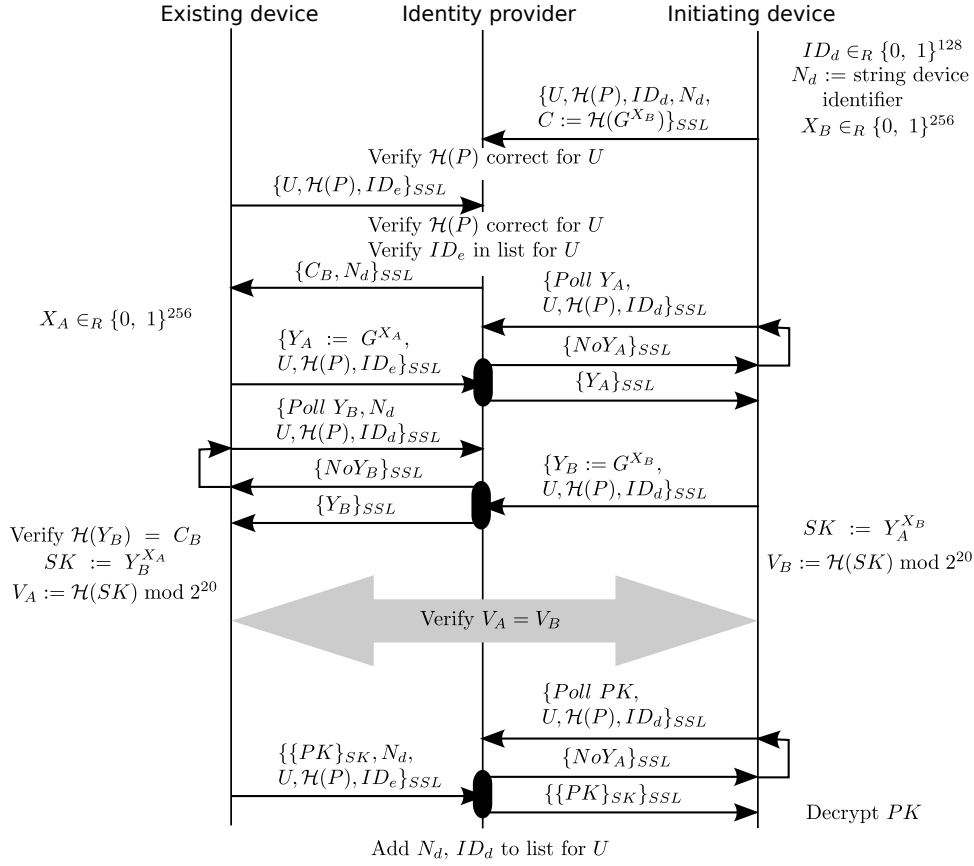 Existing device
Identity provider
Initiating device
ID_d ∈_R {0, 1}^128
N_d := string device
identifier
X_B ∈_R {0, 1}^256
{U, ℋ(P), ID_d, N_d,
C := ℋ(G^{X_B})}_SSL
Verify ℋ(P) correct for U
{U, ℋ(P), ID_e}_SSL
Verify ℋ(P) correct for U
Verify ID_e in list for U
{C_B, N_d}_SSL
{Poll Y_A,
U, ℋ(P), ID_d}_SSL
X_A ∈_R {0, 1}^256
{Y_A := G^{X_A},
U, ℋ(P), ID_e}_SSL
{NoY_A}_SSL
{Y_A}_SSL
{Poll Y_B, N_d
U, ℋ(P), ID_d}_SSL
{NoY_B}_SSL
{Y_B := G^{X_B},
U, ℋ(P), ID_d}_SSL
{Y_B}_SSL
Verify ℋ(Y_B) = C_B
SK := Y_B^{X_A}
V_A := ℋ(SK) mod 2^20
SK := Y_A^{X_B}
V_B := ℋ(SK) mod 2^20
Verify V_A = V_B
{Poll PK,
U, ℋ(P), ID_d}_SSL
{{PK}_SK, N_d,
U, ℋ(P), ID_e}_SSL
{NoY_A}_SSL
{{PK}_SK}_SSL
Decrypt PK
Add N_d, ID_d to list for U